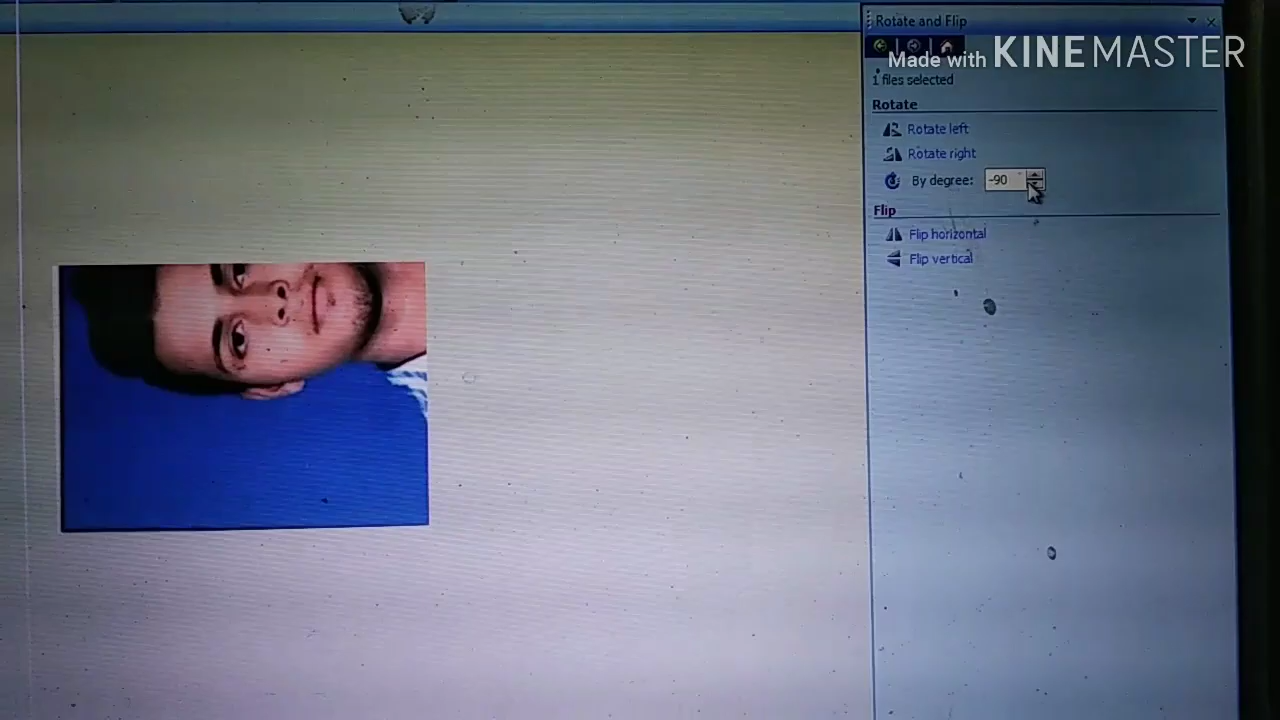 Rotate and Flip
Made with KINEMASTER
1 files selected
Rotate
Rotate left
Rotate right
By degree: -90 °
Flip
Flip horizontal
Flip vertical